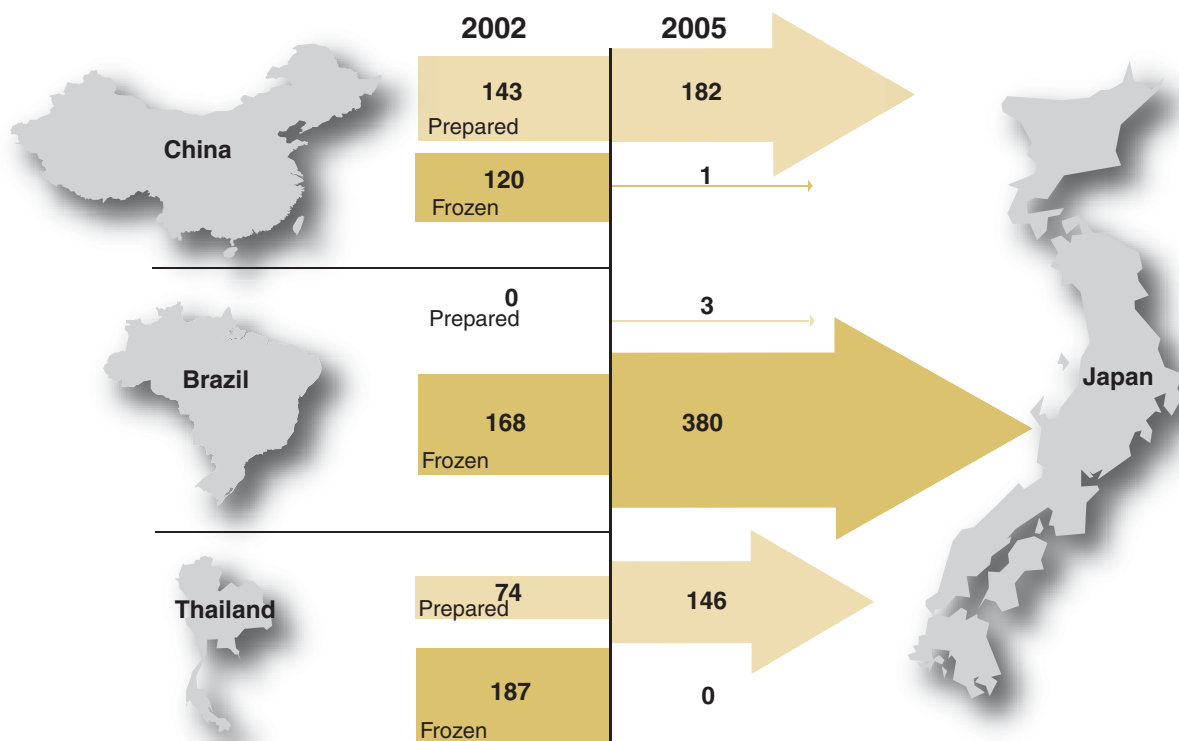 2002 2005
143 182
Prepared
China
120 1
Frozen
0 3
Prepared
Brazil Japan
168 380
Frozen
74 146
Thailand Prepared
187 0
Frozen